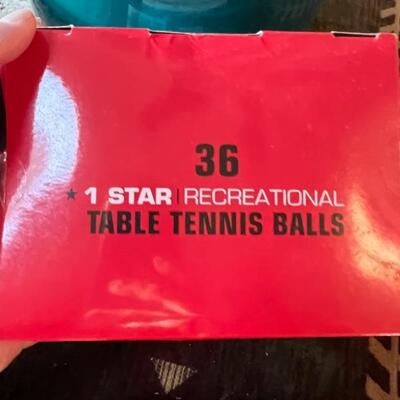 36
★ 1 STAR | RECREATIONAL
TABLE TENNIS BALLS